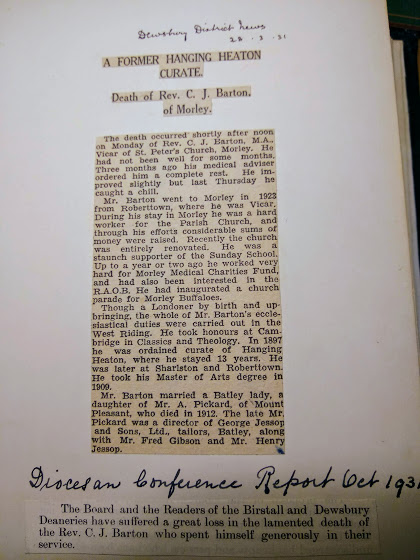 Dewsbury District News
28 . 3 . 31
A FORMER HANGING HEATON
CURATE.
Death of Rev. C. J. Barton,
of Morley.
The death occurred shortly after noon
on Monday of Rev. C. J. Barton, M.A.,
Vicar of St. Peter's Church, Morley. He
had not been well for some months.
Three months ago his medical adviser
ordered him a complete rest. He im-
proved slightly but last Thursday he
caught a chill.
Mr. Barton went to Morley in 1923
from Roberttown, where he was Vicar.
During his stay in Morley he was a hard
worker for the Parish Church, and
through his efforts considerable sums of
money were raised. Recently the church
was entirely renovated. He was a
staunch supporter of the Sunday School.
Up to a year or two ago he worked very
hard for Morley Medical Charities Fund,
and had also been interested in the
R.A.O.B. He had inaugurated a church
parade for Morley Buffaloes.
Though a Londoner by birth and up-
bringing, the whole of Mr. Barton's eccle-
siastical duties were carried out in the
West Riding. He took honours at Cam-
bridge in Classics and Theology. In 1897
he was ordained curate of Hanging
Heaton, where he stayed 13 years. He
was later at Sharlston and Roberttown.
He took his Master of Arts degree in
1909.
Mr. Barton married a Batley lady, a
daughter of Mr. A. Pickard, of Mount
Pleasant, who died in 1912. The late Mr.
Pickard was a director of George Jessop
and Sons, Ltd., tailors, Batley, along
with Mr. Fred Gibson and Mr. Henry
Jessop.
Diocesan Conference Report Oct 1931
The Board and the Readers of the Birstall and Dewsbury
Deaneries have suffered a great loss in the lamented death of
the Rev. C. J. Barton who spent himself generously in their
service.